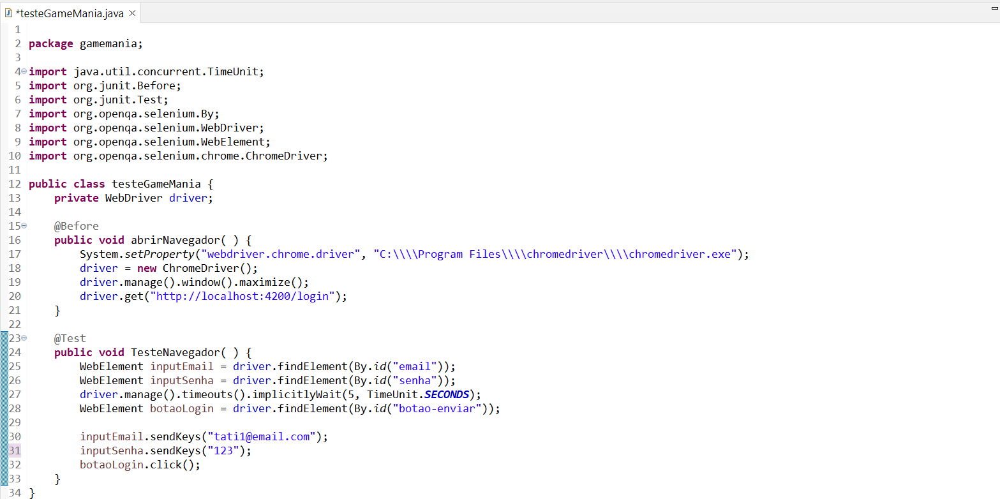 *testeGameMania.java
1
2 package gamemania;
3
4 import java.util.concurrent.TimeUnit;
5 import org.junit.Before;
6 import org.junit.Test;
7 import org.openqa.selenium.By;
8 import org.openqa.selenium.WebDriver;
9 import org.openqa.selenium.WebElement;
10 import org.openqa.selenium.chrome.ChromeDriver;
11
12 public class testeGameMania {
13     private WebDriver driver;
14
15     @Before
16     public void abrirNavegador( ) {
17         System.setProperty("webdriver.chrome.driver", "C:\\\\Program Files\\\\chromedriver\\\\chromedriver.exe");
18         driver = new ChromeDriver();
19         driver.manage().window().maximize();
20         driver.get("http://localhost:4200/login");
21     }
22
23     @Test
24     public void TesteNavegador( ) {
25         WebElement inputEmail = driver.findElement(By.id("email"));
26         WebElement inputSenha = driver.findElement(By.id("senha"));
27         driver.manage().timeouts().implicitlyWait(5, TimeUnit.SECONDS);
28         WebElement botaoLogin = driver.findElement(By.id("botao-enviar"));
29
30         inputEmail.sendKeys("tati1@email.com");
31         inputSenha.sendKeys("123");
32         botaoLogin.click();
33     }
34 }